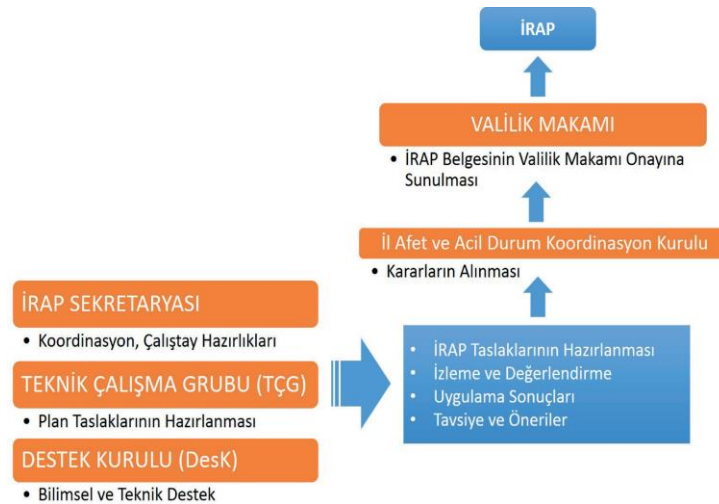 İRAP
VALİLİK MAKAMI
• İRAP Belgesinin Valilik Makamı Onayına
Sunulması
İl Afet ve Acil Durum Koordinasyon Kurulu
• Kararların Alınması
İRAP SEKRETARYASI
• Koordinasyon, Çalıştay Hazırlıkları
TEKNİK ÇALIŞMA GRUBU (TÇG)
• Plan Taslaklarının Hazırlanması
DESTEK KURULU (DesK)
• Bilimsel ve Teknik Destek
• İRAP Taslaklarının Hazırlanması
• İzleme ve Değerlendirme
• Uygulama Sonuçları
• Tavsiye ve Öneriler